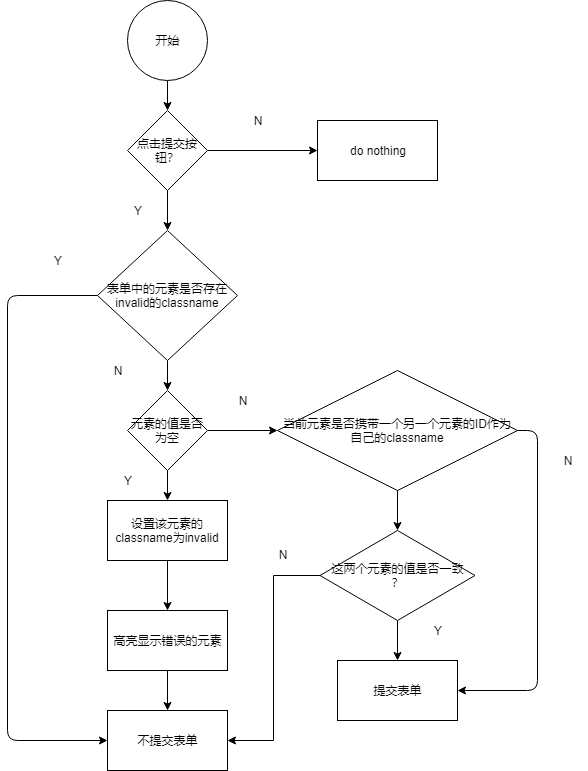 开始
点击提交按
钮?
N
do nothing
Y
Y
表单中的元素是否存在
invalid的classname
N
元素的值是否
为空
N
当前元素是否携带一个另一个元素的ID作为
自己的classname
N
Y
设置该元素的
classname为invalid
N
这两个元素的值是否一致
?
Y
高亮显示错误的元素
提交表单
不提交表单